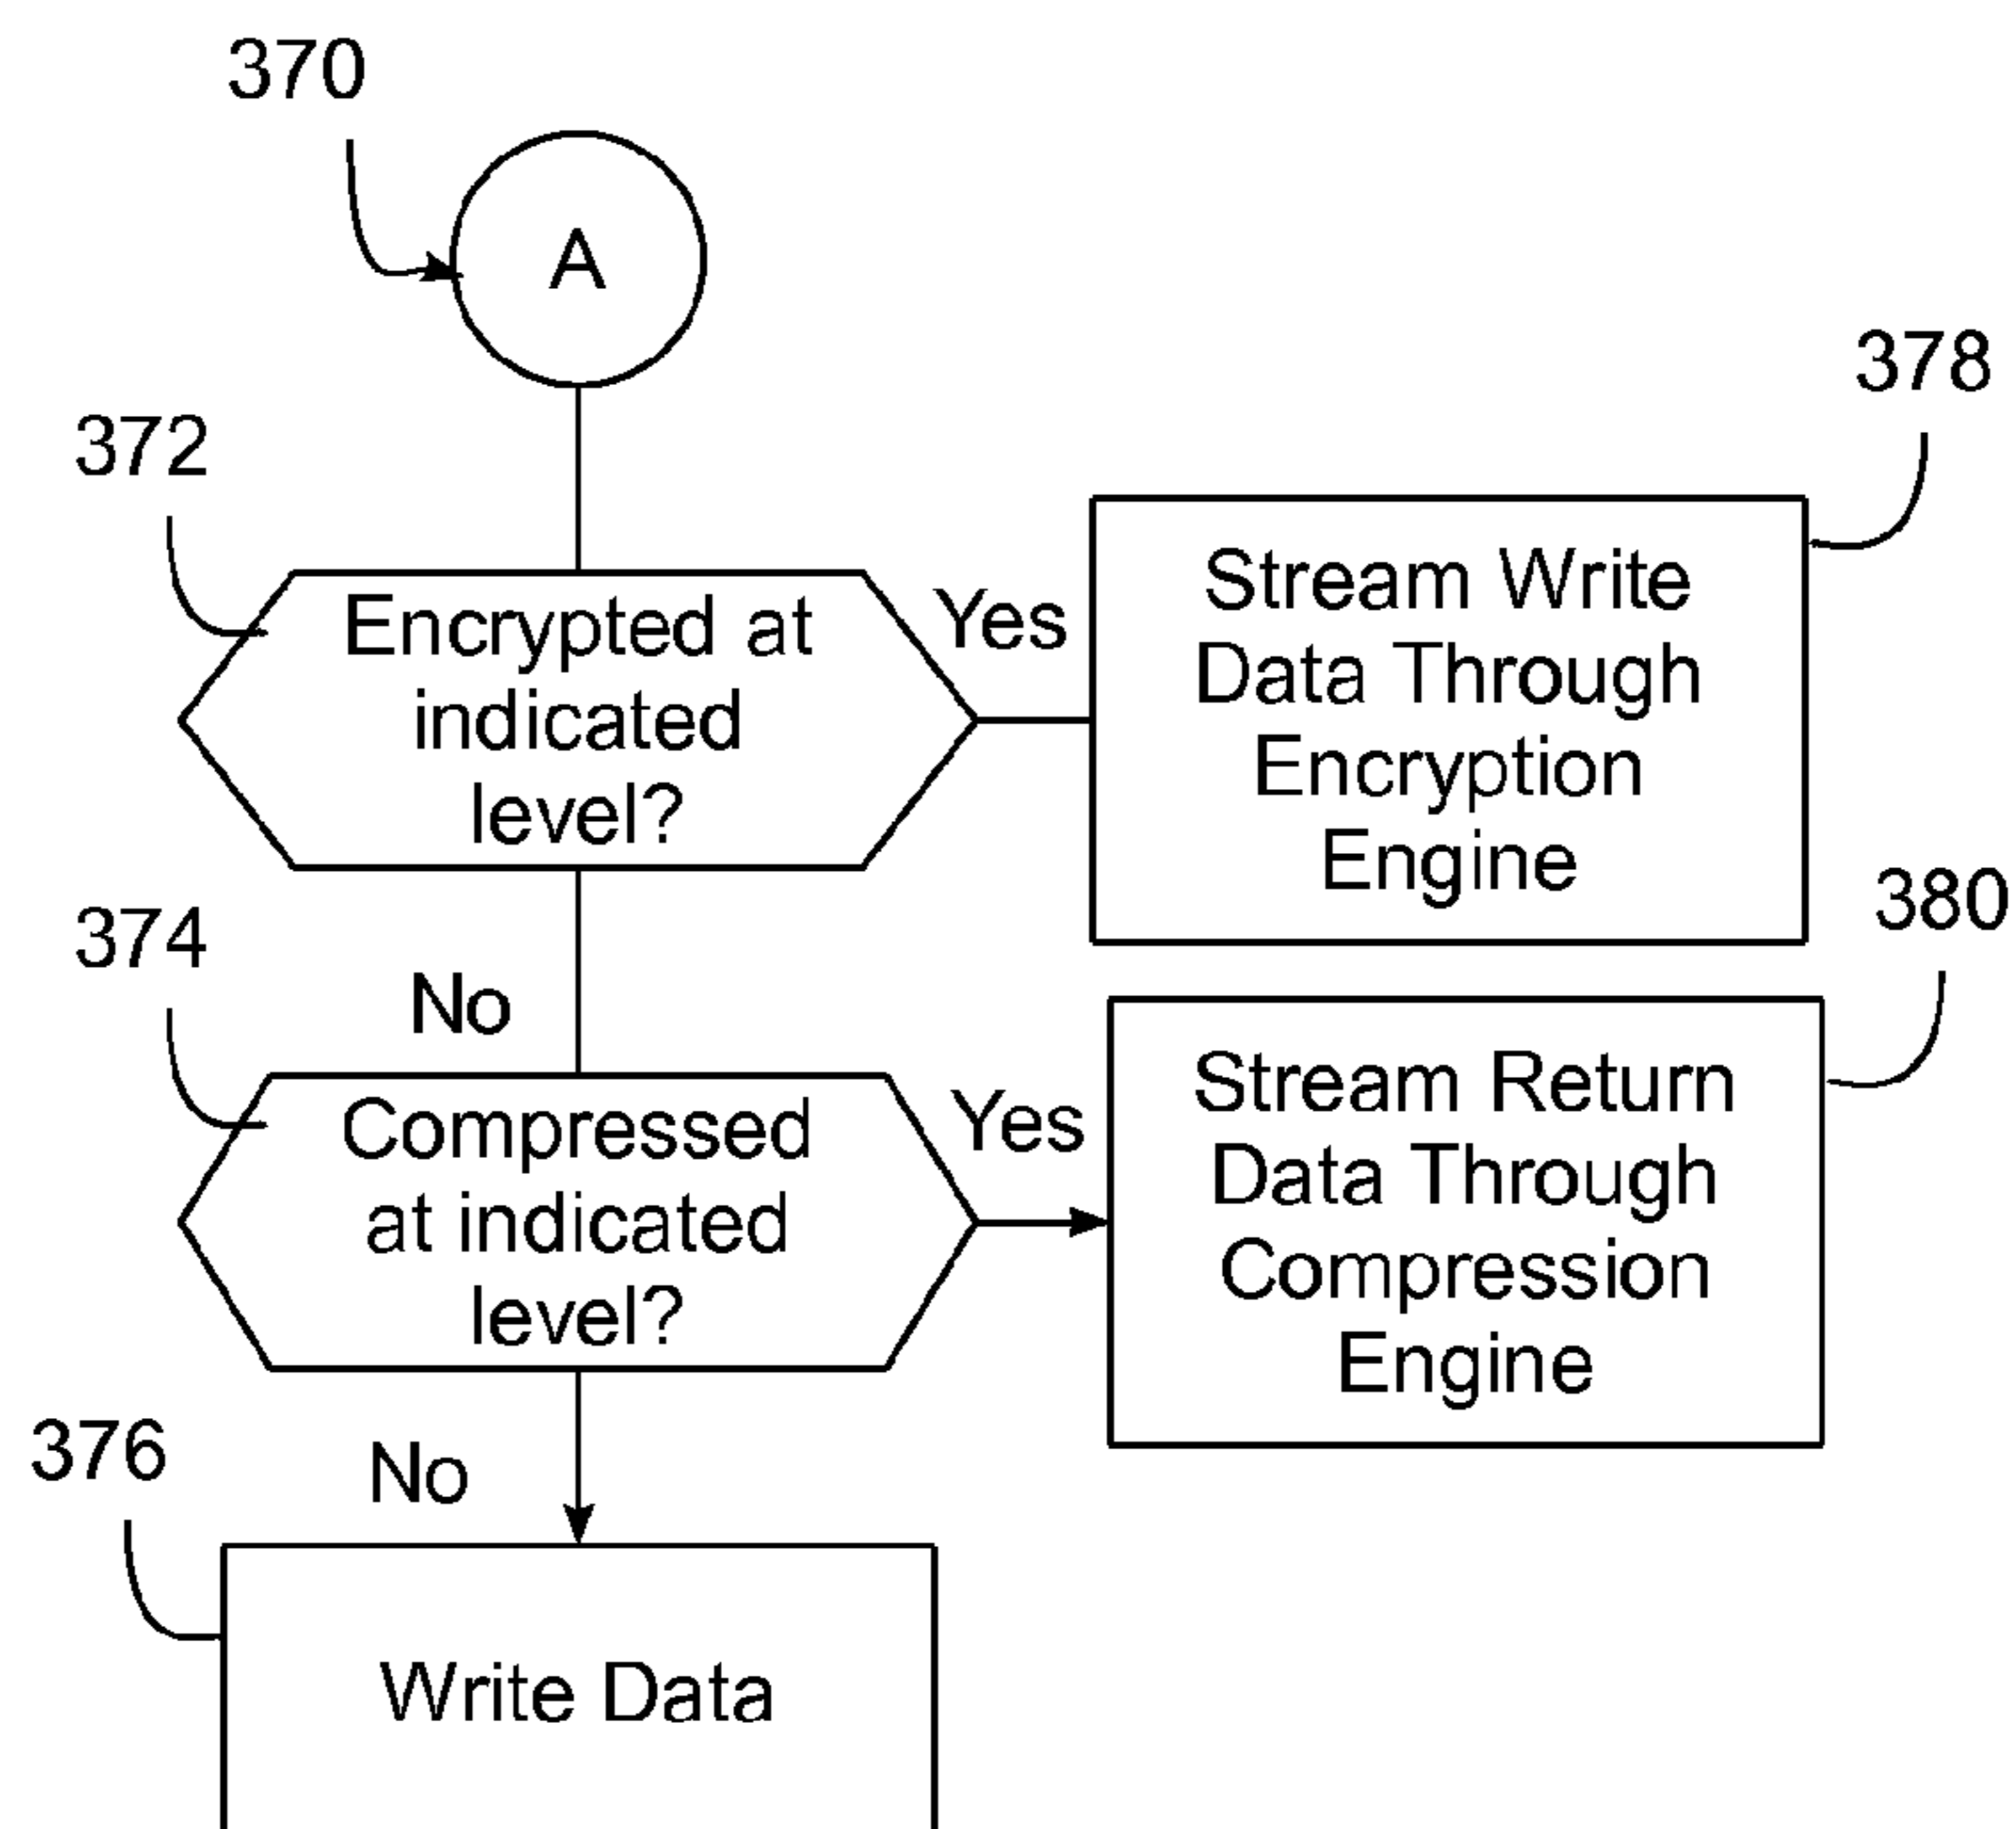 370
A
378
372
Encrypted at
indicated
level?
Yes
Stream Write
Data Through
Encryption
Engine
380
374
No
Compressed
at indicated
level?
Yes
Stream Return
Data Through
Compression
Engine
376
No
Write Data